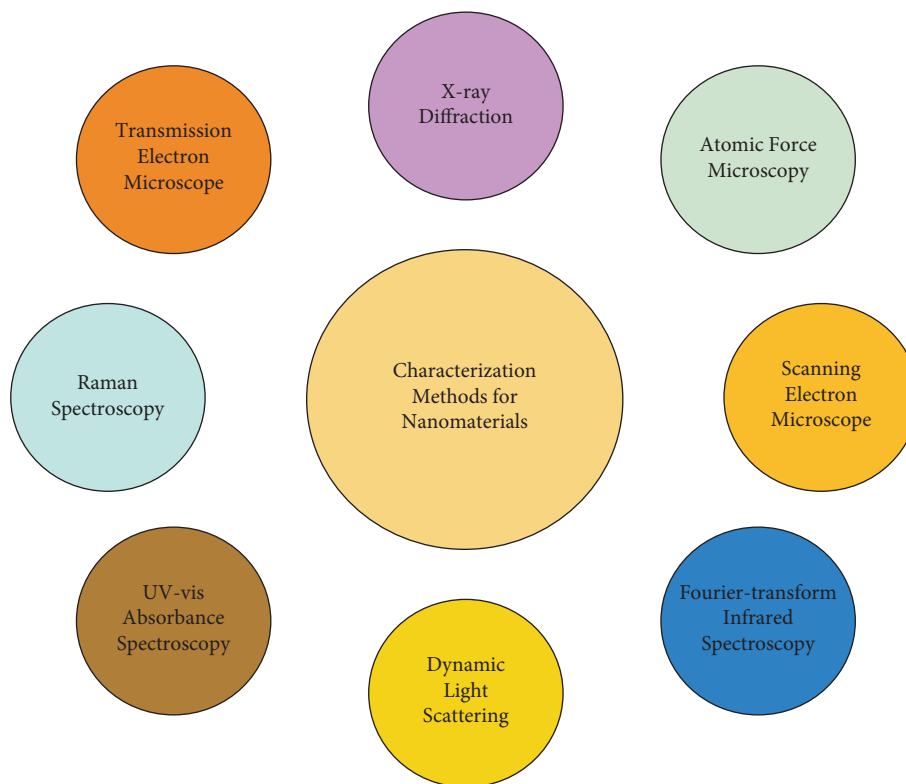 X-ray
Diffraction
Transmission
Electron
Microscope
Atomic Force
Microscopy
Raman
Spectroscopy
Characterization
Methods for
Nanomaterials
Scanning
Electron
Microscope
UV-vis
Absorbance
Spectroscopy
Fourier-transform
Infrared
Spectroscopy
Dynamic
Light
Scattering